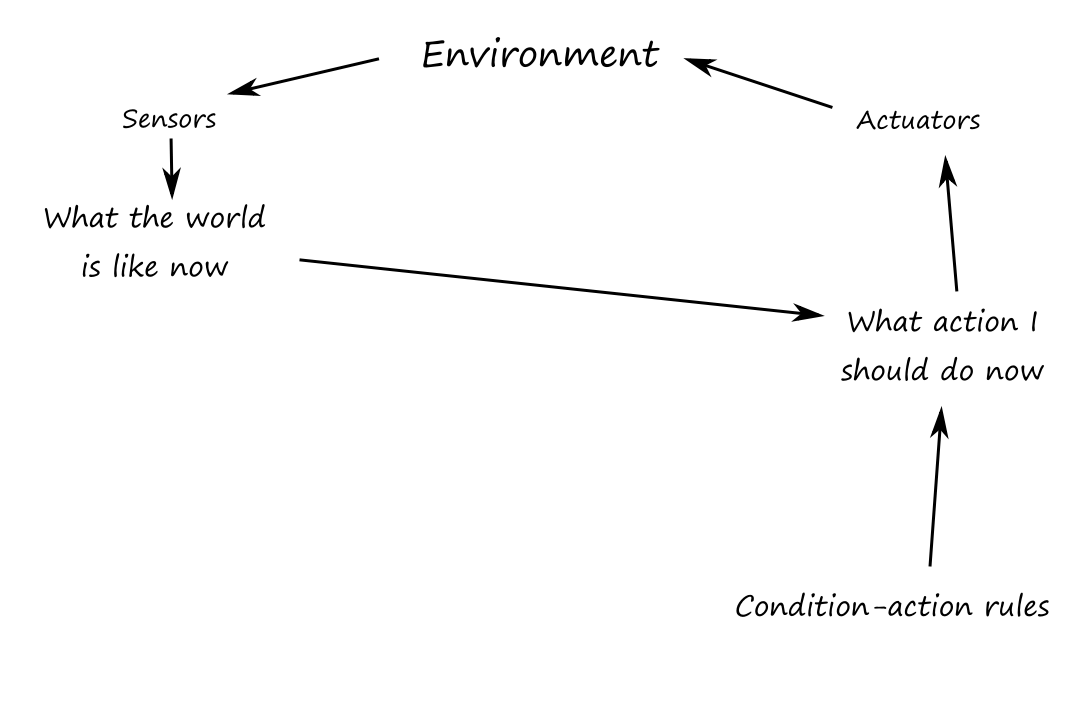 Environment
Sensors
Actuators
What the world
is like now
What action I
should do now
Condition-action rules